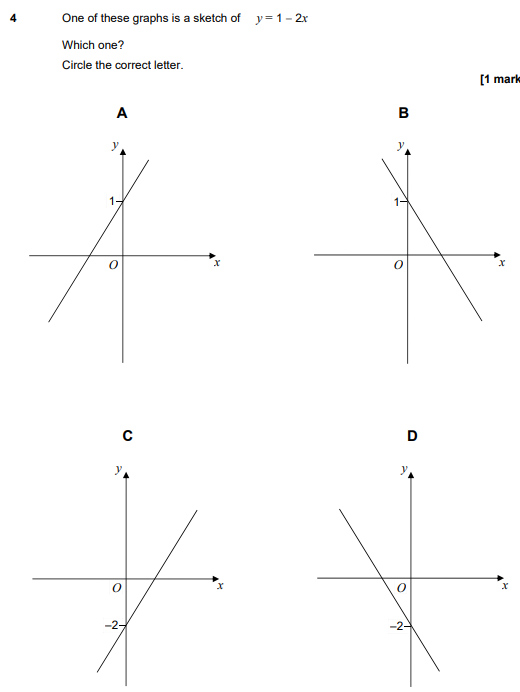 4 One of these graphs is a sketch of y = 1 – 2x
Which one?
Circle the correct letter.
[1 mark
A B
y y
1 1
O x O x
C D
y y
O x O x
–2 –2